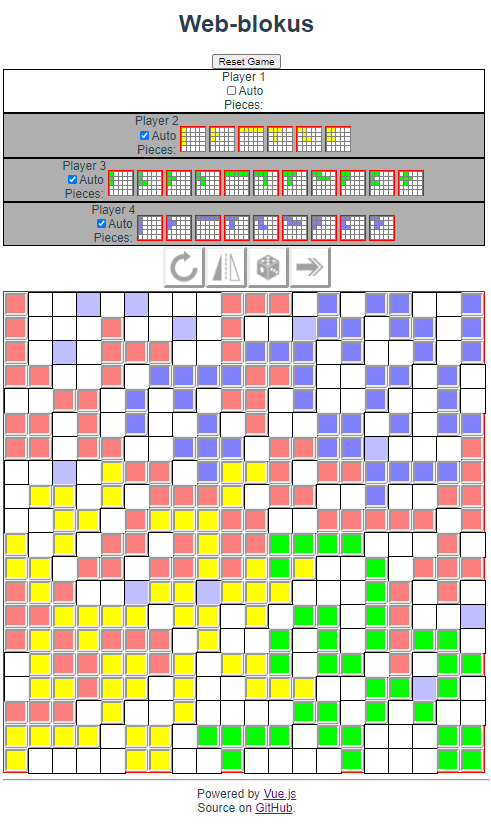 Web-blokus
Reset Game
Player 1
Auto
Pieces:
Player 2
Auto
Pieces:
Player 3
Auto
Pieces:
Player 4
Auto
Pieces:
Powered by Vue.js
Source on GitHub.